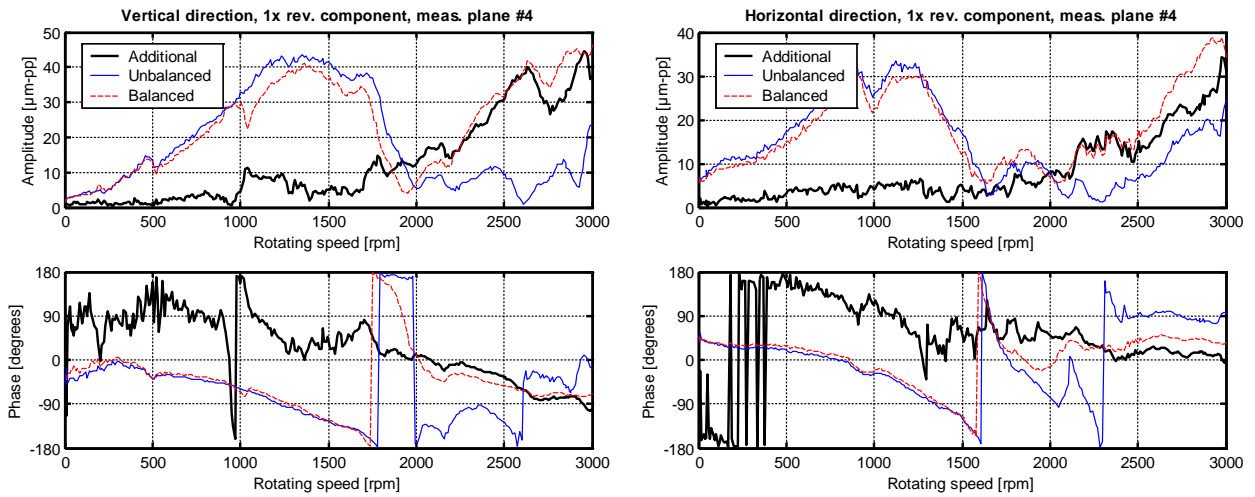 Vertical direction, 1x rev. component, meas. plane #4
50
40
30
20
10
0
Amplitude [µm-pp]
Additional
Unbalanced
Balanced
0 500 1000 1500 2000 2500 3000
Rotating speed [rpm]
180
90
0
-90
-180
Phase [degrees]
0 500 1000 1500 2000 2500 3000
Rotating speed [rpm]
Horizontal direction, 1x rev. component, meas. plane #4
40
30
20
10
0
Amplitude [µm-pp]
Additional
Unbalanced
Balanced
0 500 1000 1500 2000 2500 3000
Rotating speed [rpm]
180
90
0
-90
-180
Phase [degrees]
0 500 1000 1500 2000 2500 3000
Rotating speed [rpm]